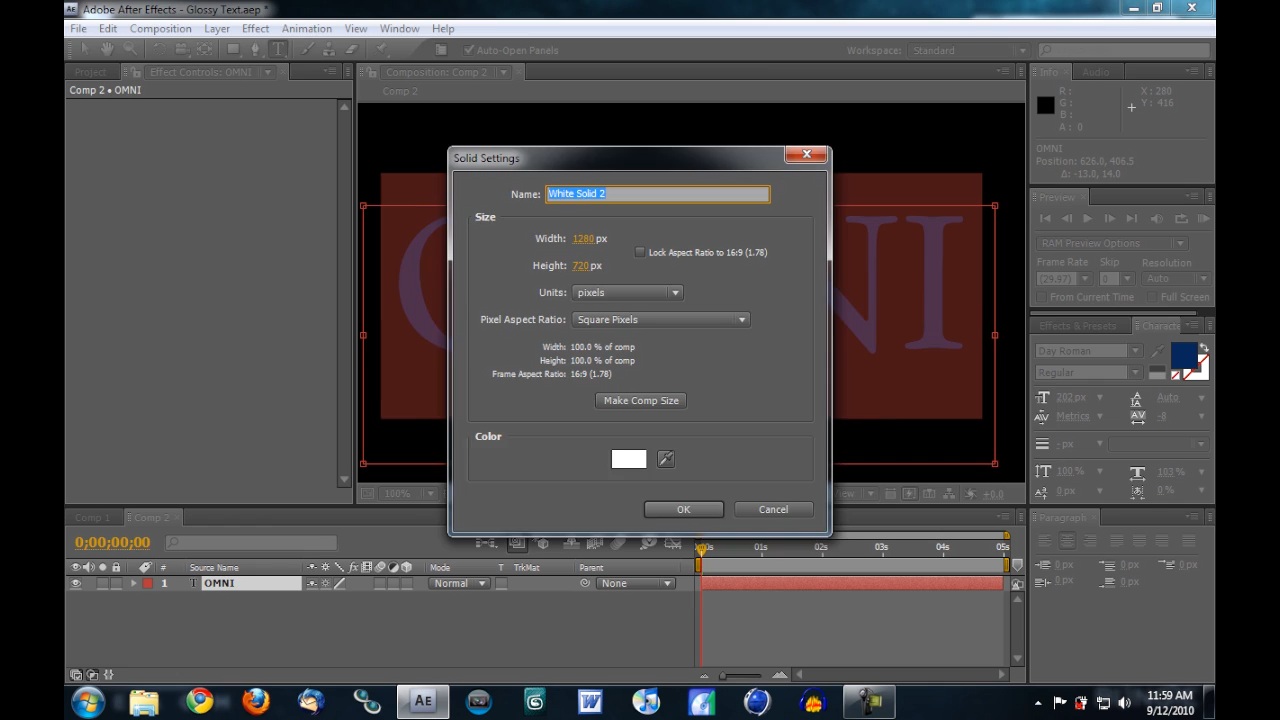 Adobe After Effects - Glossy Text.aep *
File Edit Composition Layer Effect Animation View Window Help
Auto-Open Panels Workspace: Standard
Project Effect Controls: OMNI Composition: Comp 2 Info Audio
Comp 2 • OMNI
Comp 2
R : X : 280
G : Y : 416
B :
A : 0
OMNI
Position: 626.0, 406.5
Δ: -13.0, 14.0
Preview
RAM Preview Options
Frame Rate Skip Resolution
(29.97) 0 Auto
From Current Time Full Screen
Effects & Presets Characte
Day Roman
Regular
202 px Auto
Metrics -8
- px
100 % 103 %
0 px 0 %
Solid Settings
Name: White Solid 2
Size
Width: 1280 px
Lock Aspect Ratio to 16:9 (1.78)
Height: 720 px
Units: pixels
Pixel Aspect Ratio: Square Pixels
Width: 100.0 % of comp
Height: 100.0 % of comp
Frame Aspect Ratio: 16:9 (1.78)
Make Comp Size
Color
OK Cancel
NI
100% +0.0
Comp 1 Comp 2 Paragraph
0;00;00;00
01s 02s 03s 04s 05s
0 px 0 px 0 px
0 px 0 px
# Source Name fx Mode T TrkMat Parent
1 T OMNI Normal None
Ae W
11:59 AM
9/12/2010